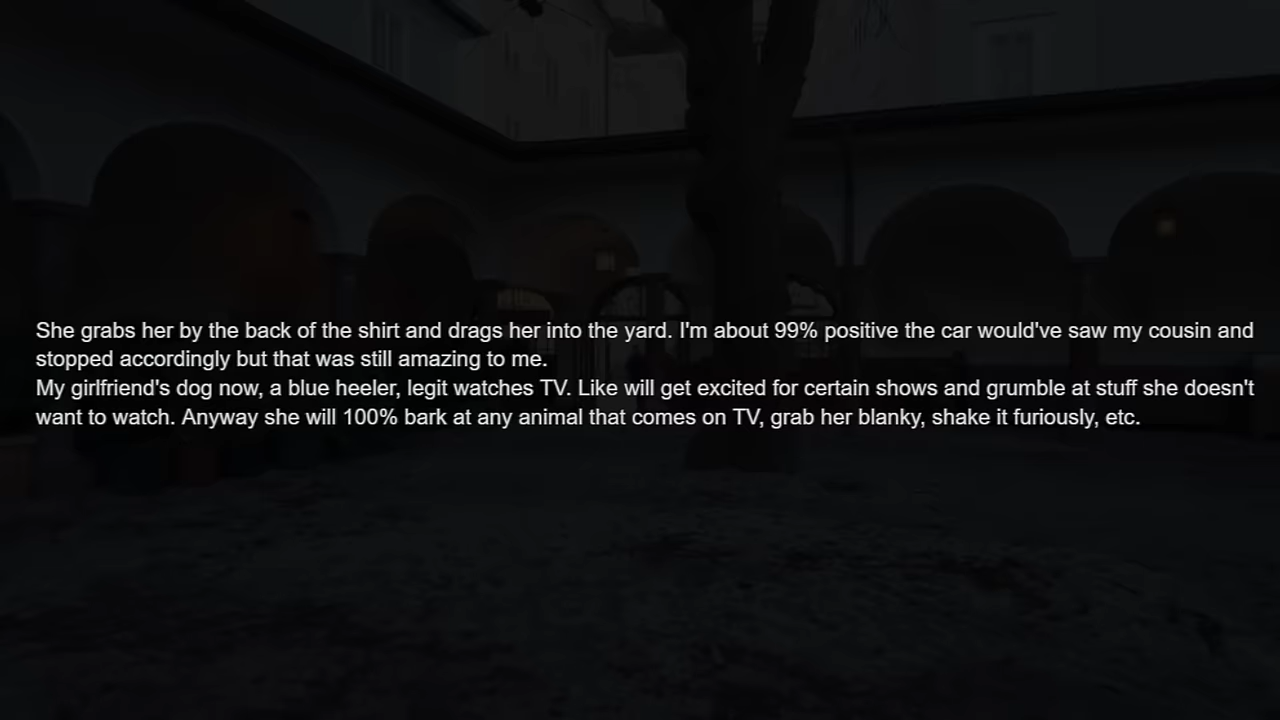 She grabs her by the back of the shirt and drags her into the yard. I'm about 99% positive the car would've saw my cousin and
stopped accordingly but that was still amazing to me.
My girlfriend's dog now, a blue heeler, legit watches TV. Like will get excited for certain shows and grumble at stuff she doesn't
want to watch. Anyway she will 100% bark at any animal that comes on TV, grab her blanky, shake it furiously, etc.